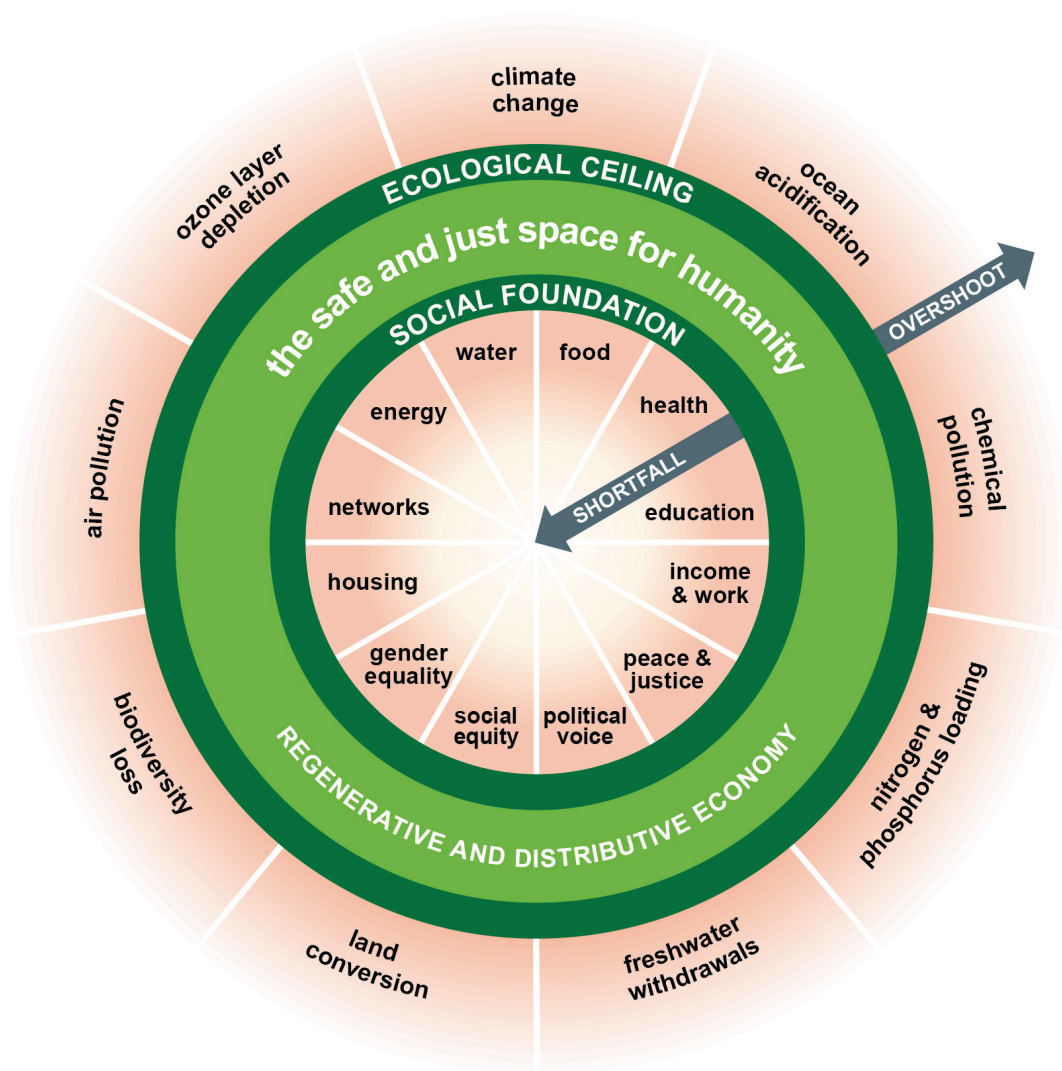 climate
change
ocean
acidification
OVERSHOOT
chemical
pollution
nitrogen &
phosphorus loading
freshwater
withdrawals
land
conversion
biodiversity
loss
air pollution
ozone layer
depletion
ECOLOGICAL CEILING
the safe and just space for humanity
SOCIAL FOUNDATION
water
food
health
SHORTFALL
education
income
& work
peace &
justice
political
voice
social
equity
gender
equality
housing
networks
energy
REGENERATIVE AND DISTRIBUTIVE ECONOMY